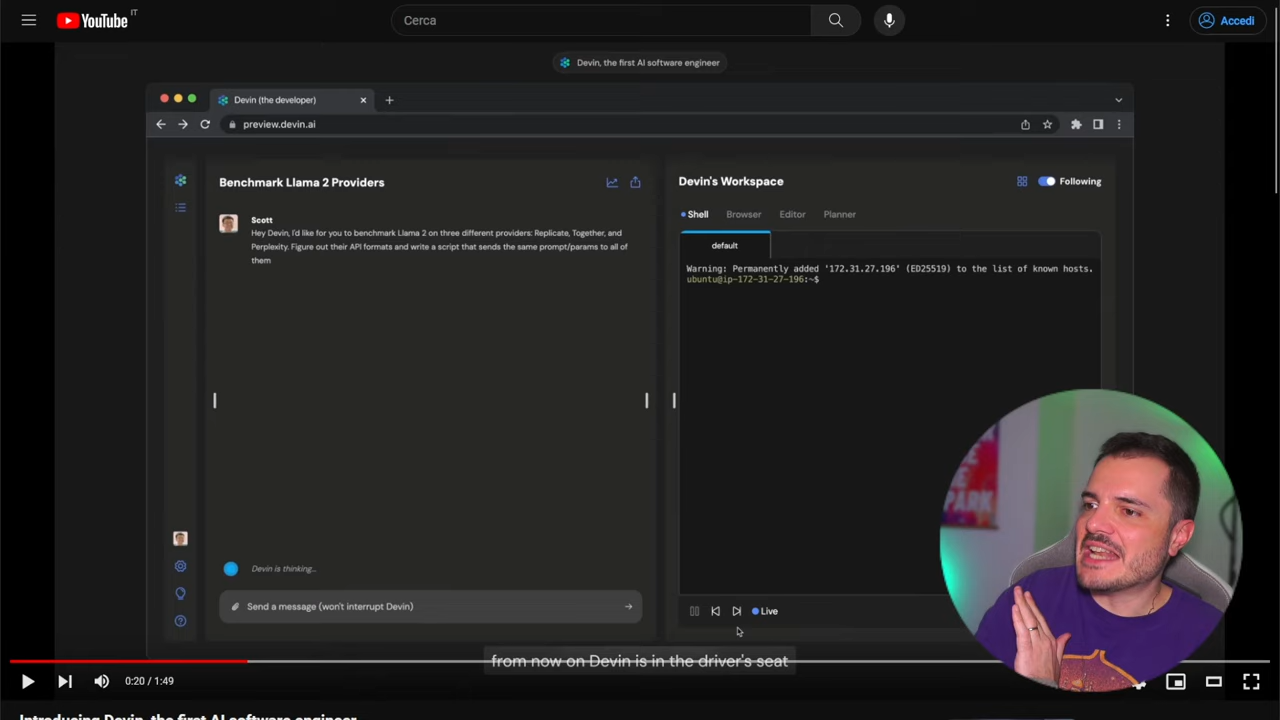 YouTube IT
Cerca
Accedi
Devin, the first AI software engineer
Devin (the developer)
preview.devin.ai
Benchmark Llama 2 Providers
Scott
Hey Devin, I'd like for you to benchmark Llama 2 on three different providers: Replicate, Together, and
Perplexity. Figure out their API formats and write a script that sends the same prompt/params to all of
them
Devin is thinking...
Send a message (won't interrupt Devin)
Devin's Workspace
Following
Shell Browser Editor Planner
default
Warning: Permanently added '172.31.27.196' (ED25519) to the list of known hosts.
ubuntu@ip-172-31-27-196:~$
Live
PARK
from now on Devin is in the driver's seat
0:20 / 1:49
Introducing Devin, the first AI software engineer